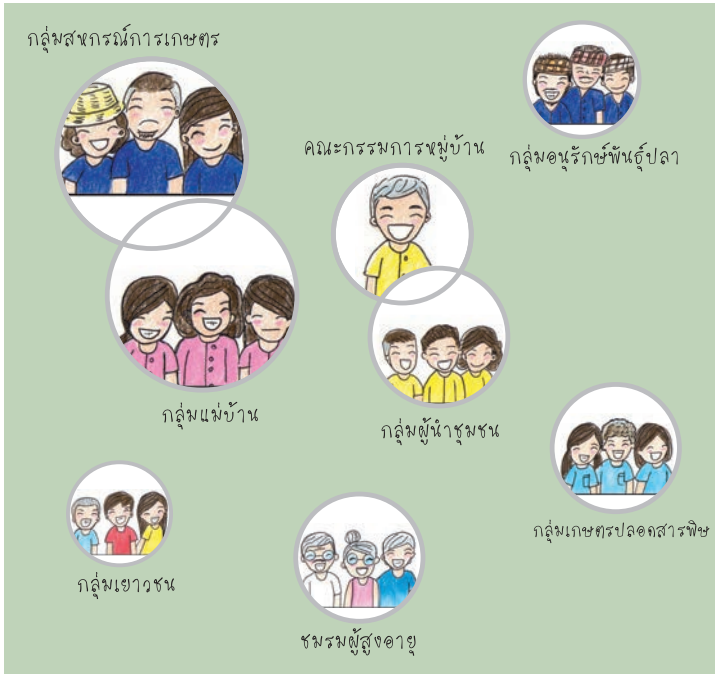 กลุ่มสหกรณ์การเกษตร
คณะกรรมการหมู่บ้าน
กลุ่มอนุรักษ์พันธุ์ปลา
กลุ่มแม่บ้าน
กลุ่มผู้นำชุมชน
กลุ่มเกษตรปลอดสารพิษ
กลุ่มเยาวชน
ชมรมผู้สูงอายุ